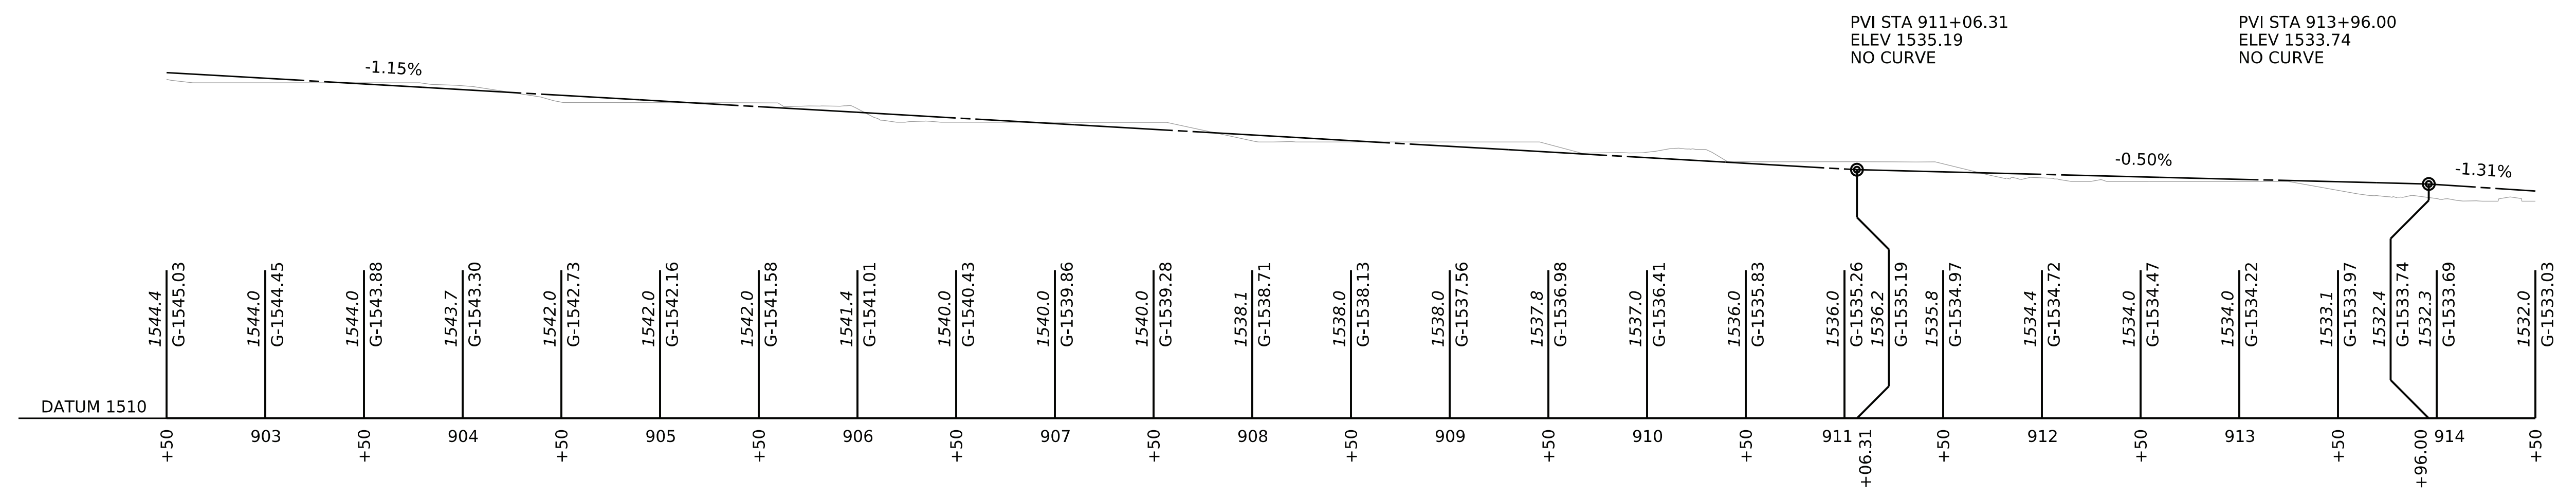 PVI STA 911+06.31
ELEV 1535.19
NO CURVE
PVI STA 913+96.00
ELEV 1533.74
NO CURVE
-1.15%
-0.50%
-1.31%
1544.4
G-1545.03
1544.0
G-1544.45
1544.0
G-1543.88
1543.7
G-1543.30
1542.0
G-1542.73
1542.0
G-1542.16
1542.0
G-1541.58
1541.4
G-1541.01
1540.0
G-1540.43
1540.0
G-1539.86
1540.0
G-1539.28
1538.1
G-1538.71
1538.0
G-1538.13
1538.0
G-1537.56
1537.8
G-1536.98
1537.0
G-1536.41
1536.0
G-1535.83
1536.0
G-1535.26
1536.2
G-1535.19
1535.8
G-1534.97
1534.4
G-1534.72
1534.0
G-1534.47
1534.0
G-1534.22
1533.1
G-1533.97
1532.4
G-1533.74
1532.3
G-1533.69
1532.0
G-1533.03
DATUM 1510
+50
903
+50
904
+50
905
+50
906
+50
907
+50
908
+50
909
+50
910
+50
911
+06.31
+50
912
+50
913
+50
+96.00
914
+50